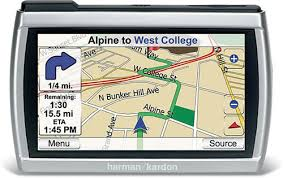 Alpine to West College
1/4 mi.
Remaining:
1:30
15.5 mi
ETA
1:45 PM
W College St
N Bunker Hill Ave
Alpine St
Menu
Source
harman/kardon